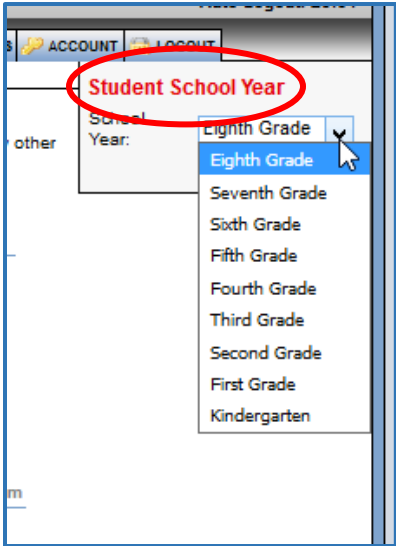 ACCOUNT LOGOUT
Student School Year
School
Year:
Eighth Grade
other
Eighth Grade
Seventh Grade
Sixth Grade
Fifth Grade
Fourth Grade
Third Grade
Second Grade
First Grade
Kindergarten
m